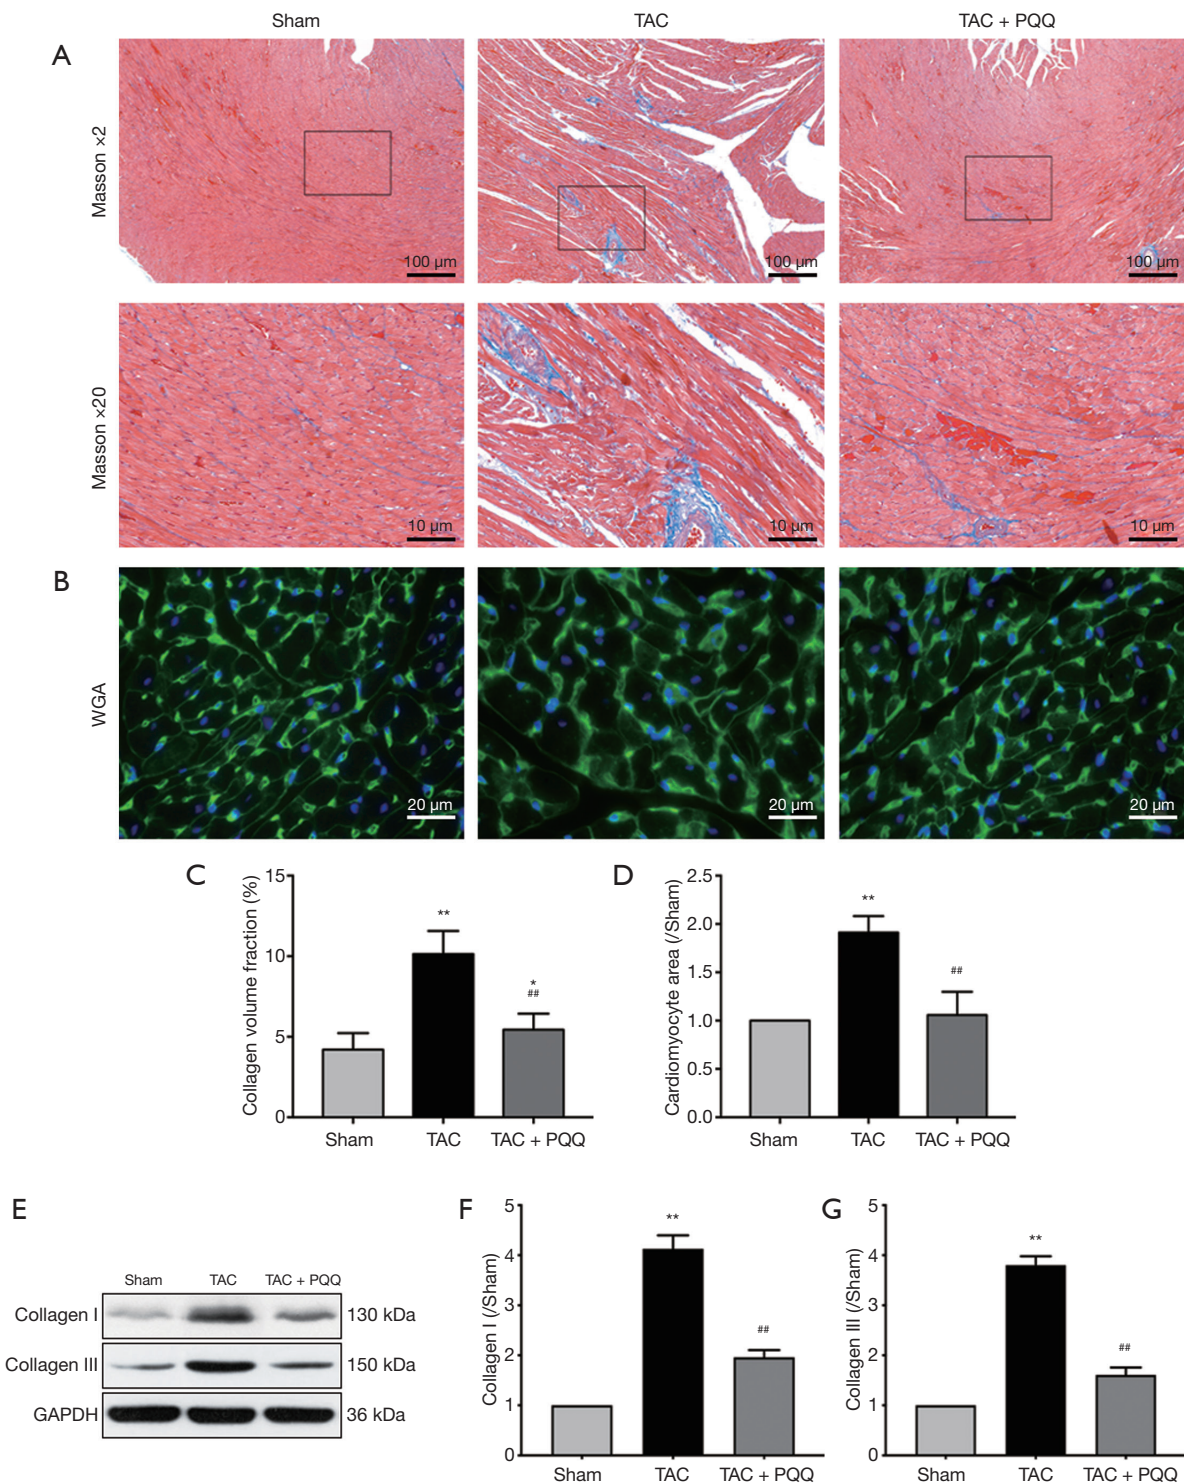 Sham TAC TAC + PQQ
A
Masson ×2
100 µm 100 µm 100 µm
Masson ×20
10 µm 10 µm 10 µm
B
WGA
20 µm 20 µm 20 µm
C
Collagen volume fraction (%)
15
10
5
0
**
*
##
Sham TAC TAC + PQQ
D
Cardiomyocyte area (/Sham)
2.5
2.0
1.5
1.0
0.5
0.0
**
##
Sham TAC TAC + PQQ
E
Sham TAC TAC + PQQ
Collagen I 130 kDa
Collagen III 150 kDa
GAPDH 36 kDa
F
Collagen I (/Sham)
5
4
3
2
1
0
**
##
Sham TAC TAC + PQQ
G
Collagen III (/Sham)
5
4
3
2
1
0
**
##
Sham TAC TAC + PQQ